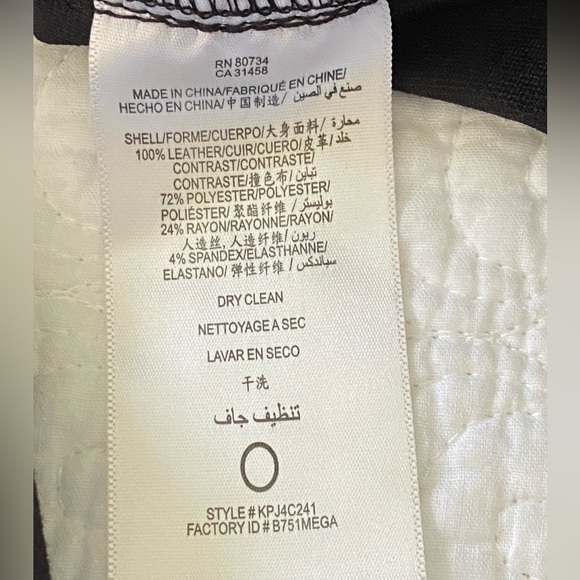 RN 80734
CA 31458
MADE IN CHINA/FABRIQUÉ EN CHINE/
HECHO EN CHINA/中国制造/ صنع في الصين
SHELL/FORME/CUERPO/大身面料/ محارة/
100% LEATHER/CUIR/CUERO/皮革/ جلد
CONTRAST/CONTRASTE/
CONTRASTE/撞色布/ تباين
72% POLYESTER/POLYESTER/
POLIÉSTER/ 聚酯纤维 / بوليستر
24% RAYON/RAYONNE/RAYON/
人造丝, 人造纤维/ ريون
4% SPANDEX/ELASTHANNE/
ELASTANO/ 弹性纤维 / سباندكس
DRY CLEAN
NETTOYAGE A SEC
LAVAR EN SECO
干洗
تنظيف جاف
STYLE # KPJ4C241
FACTORY ID # B751MEGA